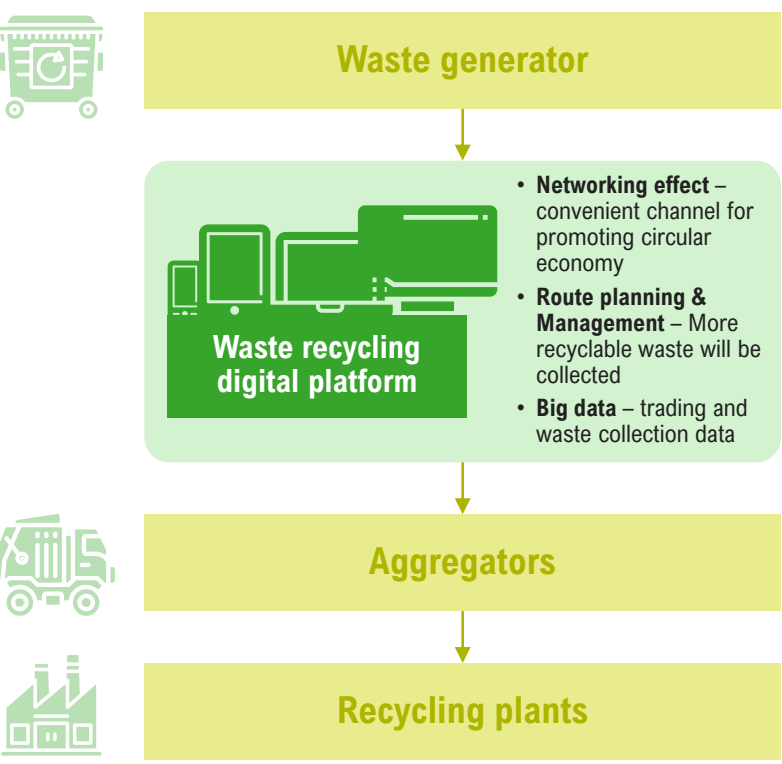 Waste generator
• Networking effect –
convenient channel for
promoting circular
economy
• Route planning &
Management – More
recyclable waste will be
collected
• Big data – trading and
waste collection data
Waste recycling
digital platform
Aggregators
Recycling plants